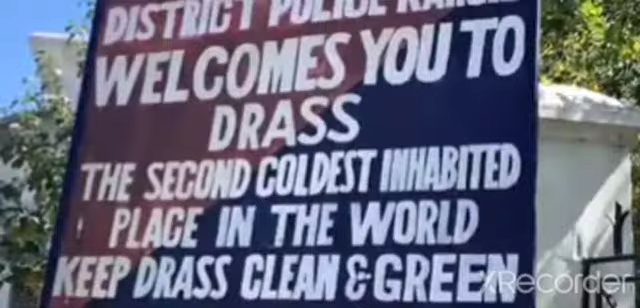 DISTRICT POLICE
WELCOMES YOU TO
DRASS
THE SECOND COLDEST INHABITED
PLACE IN THE WORLD
KEEP DRASS CLEAN & GREEN
XRecorder